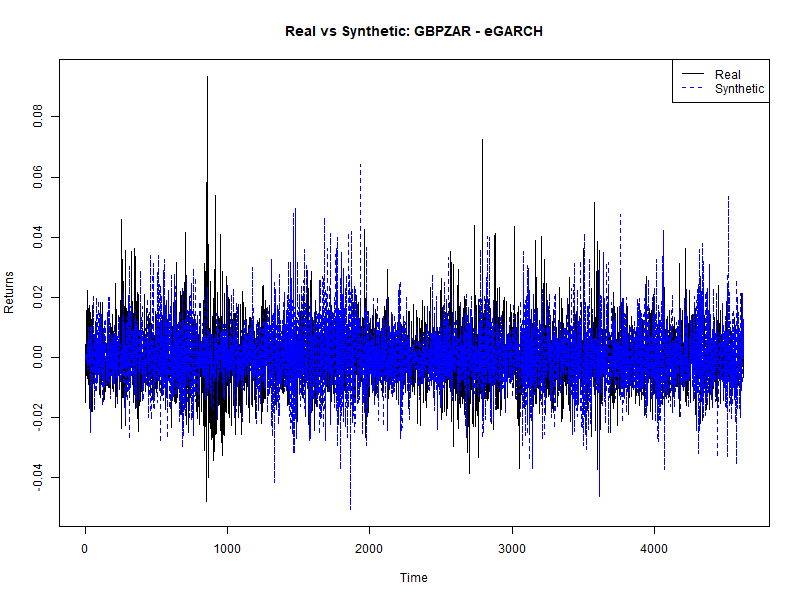 Real vs Synthetic: GBPZAR - eGARCH
Real
Synthetic
Returns
0.08
0.06
0.04
0.02
0.00
-0.02
-0.04
0 1000 2000 3000 4000
Time